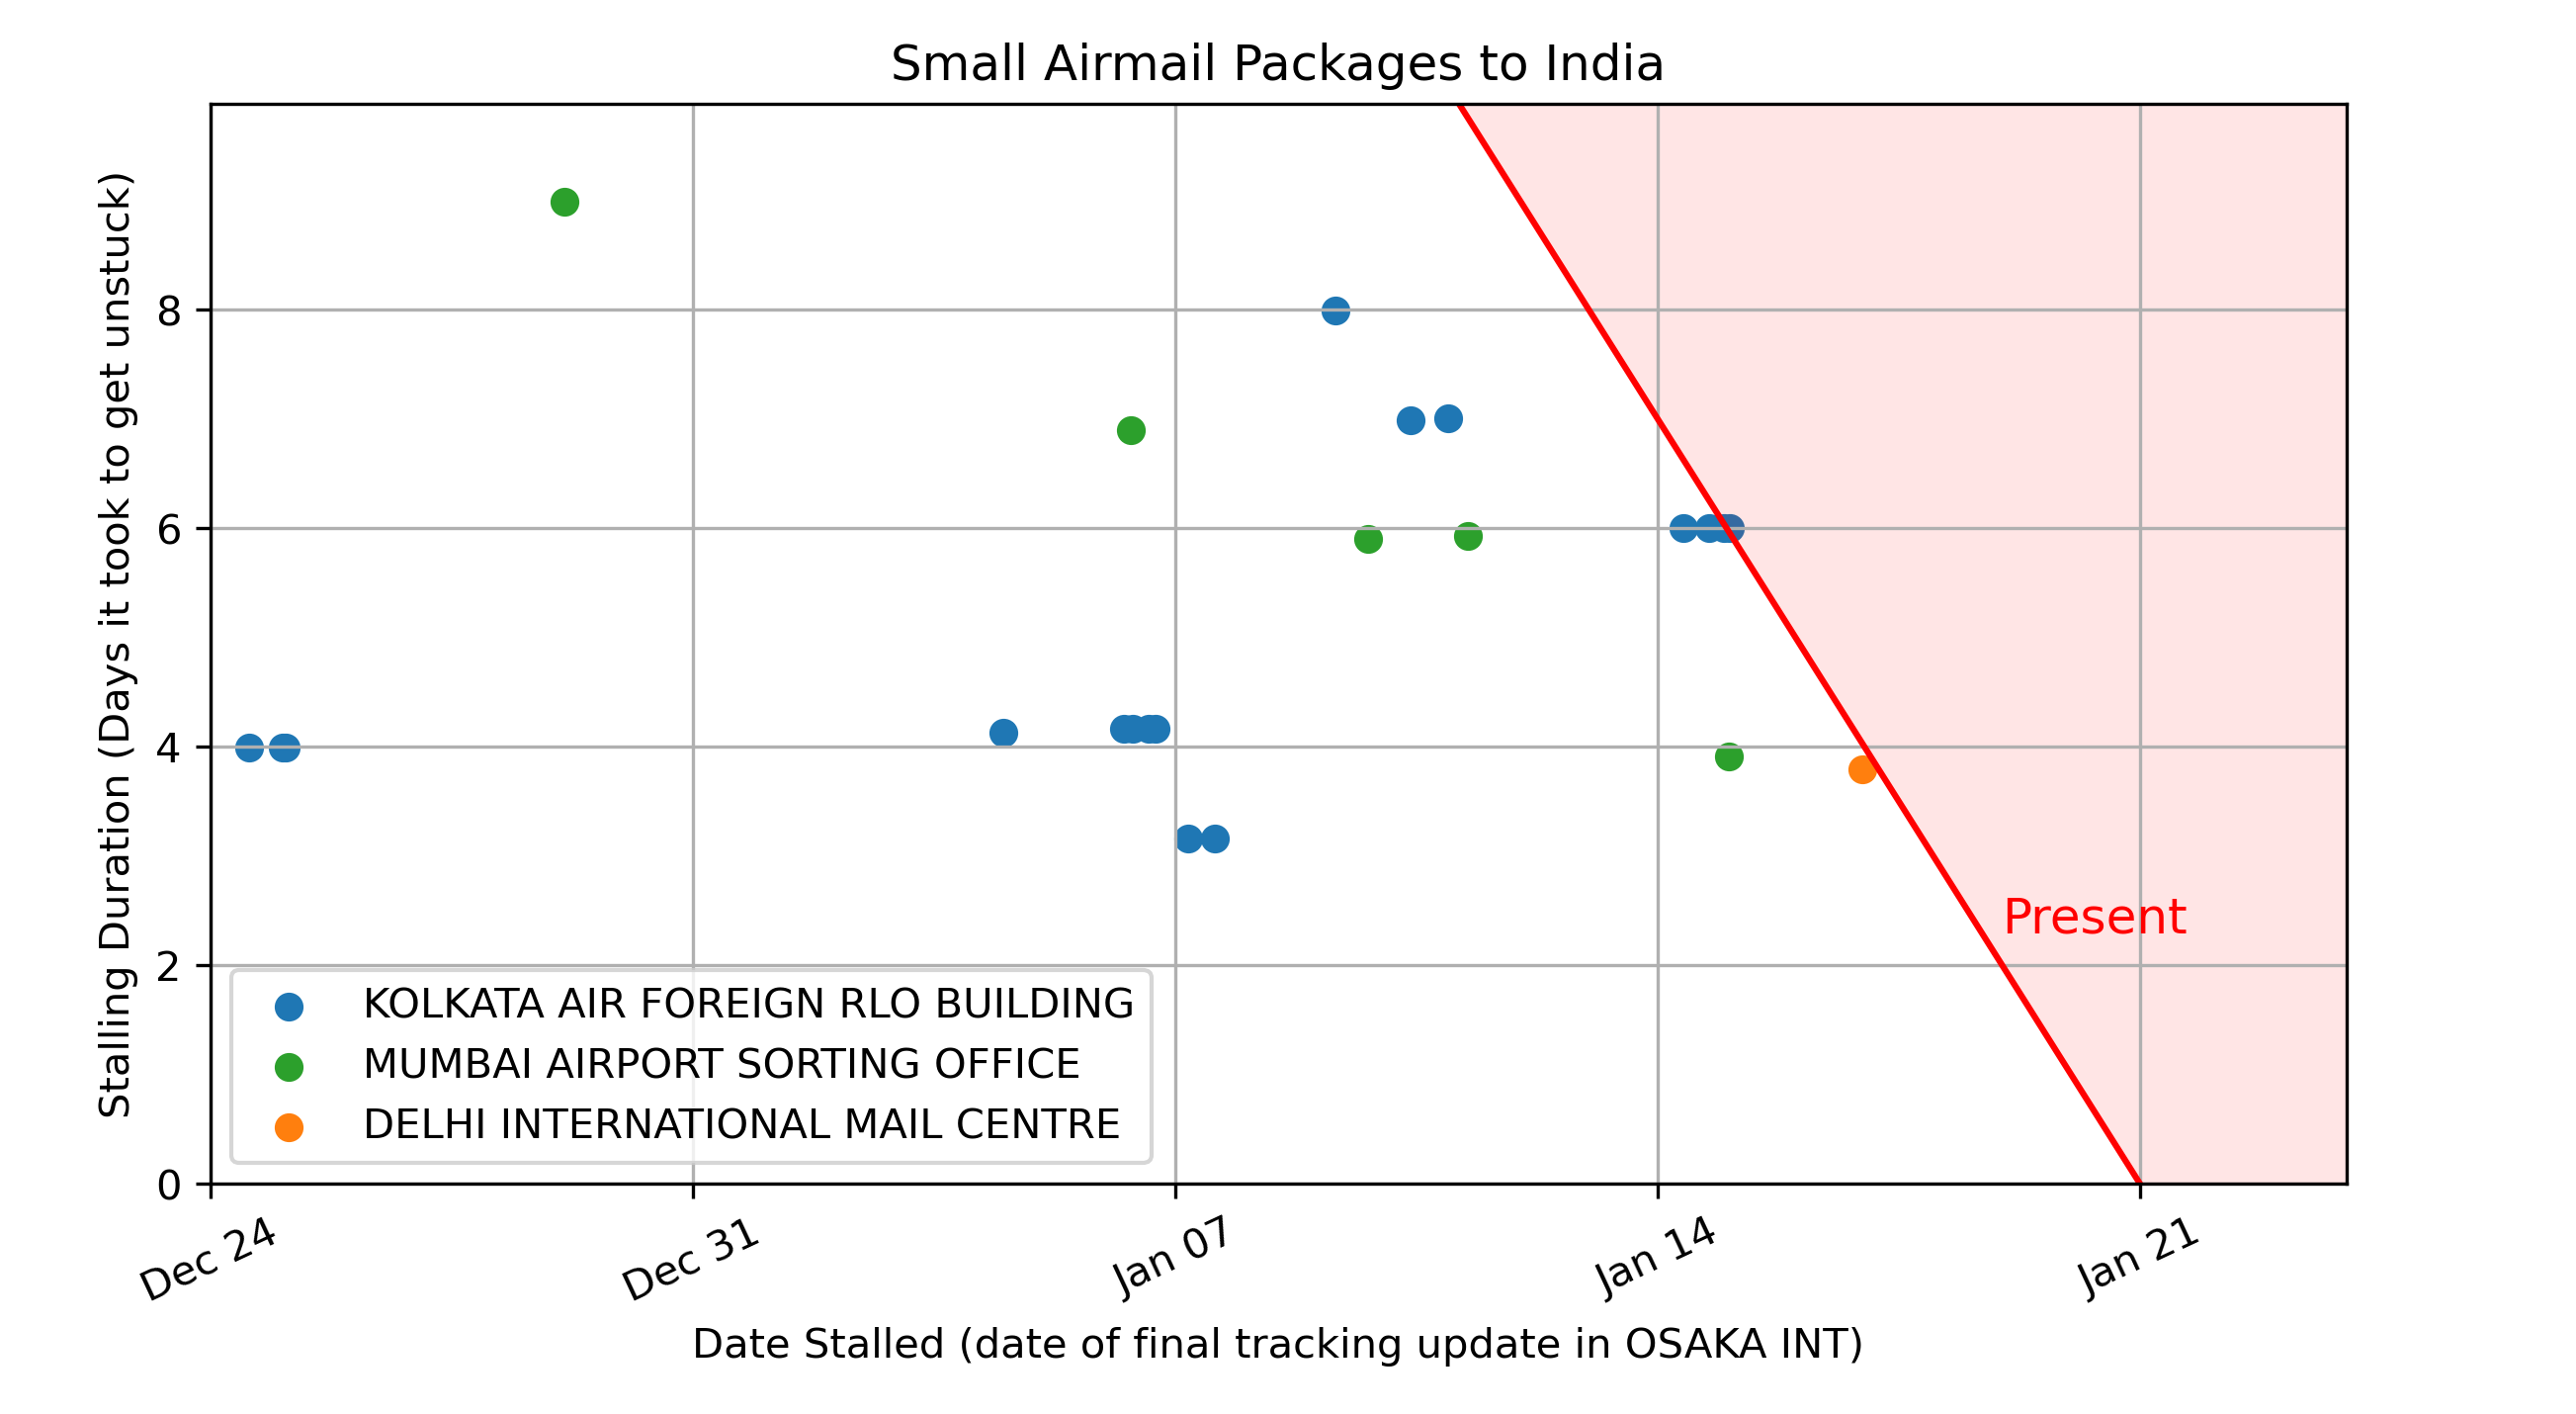 Small Airmail Packages to India
Stalling Duration (Days it took to get unstuck)
8
6
4
2
0
Present
KOLKATA AIR FOREIGN RLO BUILDING
MUMBAI AIRPORT SORTING OFFICE
DELHI INTERNATIONAL MAIL CENTRE
Dec 24
Dec 31
Jan 07
Jan 14
Jan 21
Date Stalled (date of final tracking update in OSAKA INT)